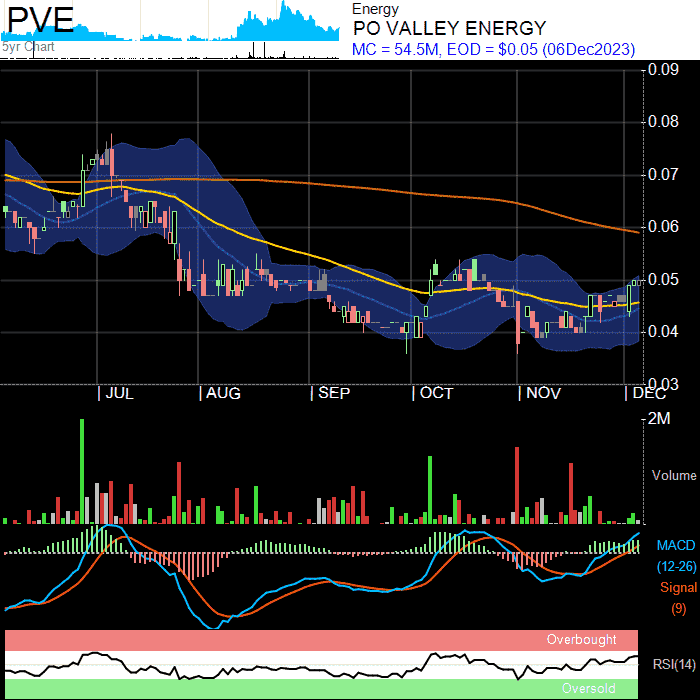 PVE
5yr Chart
Energy
PO VALLEY ENERGY
MC = 54.5M, EOD = $0.05 (06Dec2023)
0.09
0.08
0.07
0.06
0.05
0.04
0.03
| JUL | AUG | SEP | OCT | NOV | DEC
2M
Volume
MACD
(12-26)
Signal
(9)
Overbought
RSI(14)
Oversold